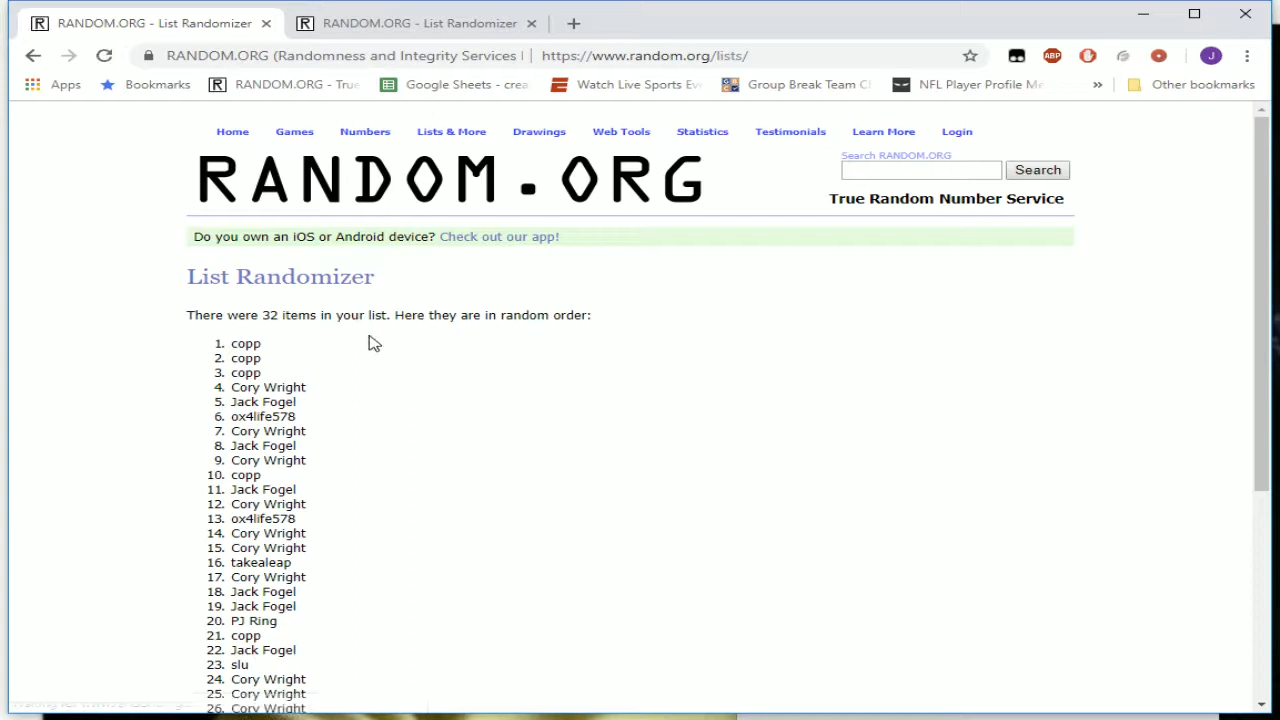 RANDOM.ORG - List Randomizer
RANDOM.ORG - List Randomizer
RANDOM.ORG (Randomness and Integrity Services
https://www.random.org/lists/
ABP
J
Apps
Bookmarks
RANDOM.ORG - True
Google Sheets - crea
Watch Live Sports Eve
Group Break Team C
NFL Player Profile Me
»
Other bookmarks
Home Games Numbers Lists & More Drawings Web Tools Statistics Testimonials Learn More Login
RANDOM.ORG
Search RANDOM.ORG
Search
True Random Number Service
Do you own an iOS or Android device? Check out our app!
List Randomizer
There were 32 items in your list. Here they are in random order:
1. copp
2. copp
3. copp
4. Cory Wright
5. Jack Fogel
6. ox4life578
7. Cory Wright
8. Jack Fogel
9. Cory Wright
10. copp
11. Jack Fogel
12. Cory Wright
13. ox4life578
14. Cory Wright
15. Cory Wright
16. takealeap
17. Cory Wright
18. Jack Fogel
19. Jack Fogel
20. PJ Ring
21. copp
22. Jack Fogel
23. slu
24. Cory Wright
25. Cory Wright
26. Cory Wright